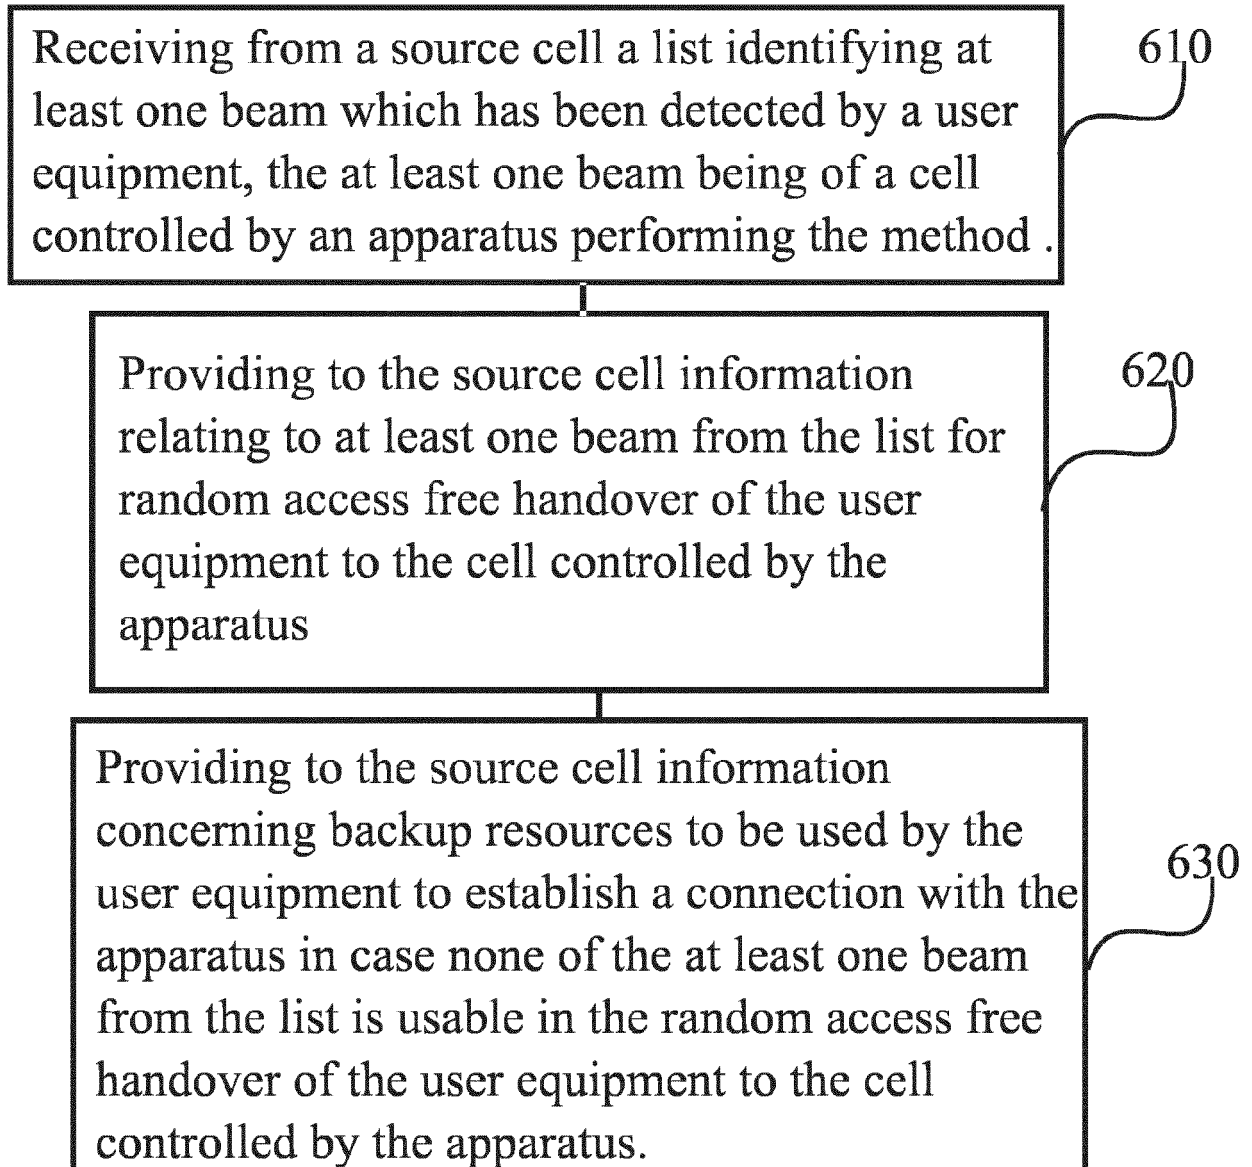 Receiving from a source cell a list identifying at
least one beam which has been detected by a user
equipment, the at least one beam being of a cell
controlled by an apparatus performing the method .
610
Providing to the source cell information
relating to at least one beam from the list for
random access free handover of the user
equipment to the cell controlled by the
apparatus
620
Providing to the source cell information
concerning backup resources to be used by the
user equipment to establish a connection with the
apparatus in case none of the at least one beam
from the list is usable in the random access free
handover of the user equipment to the cell
controlled by the apparatus.
630